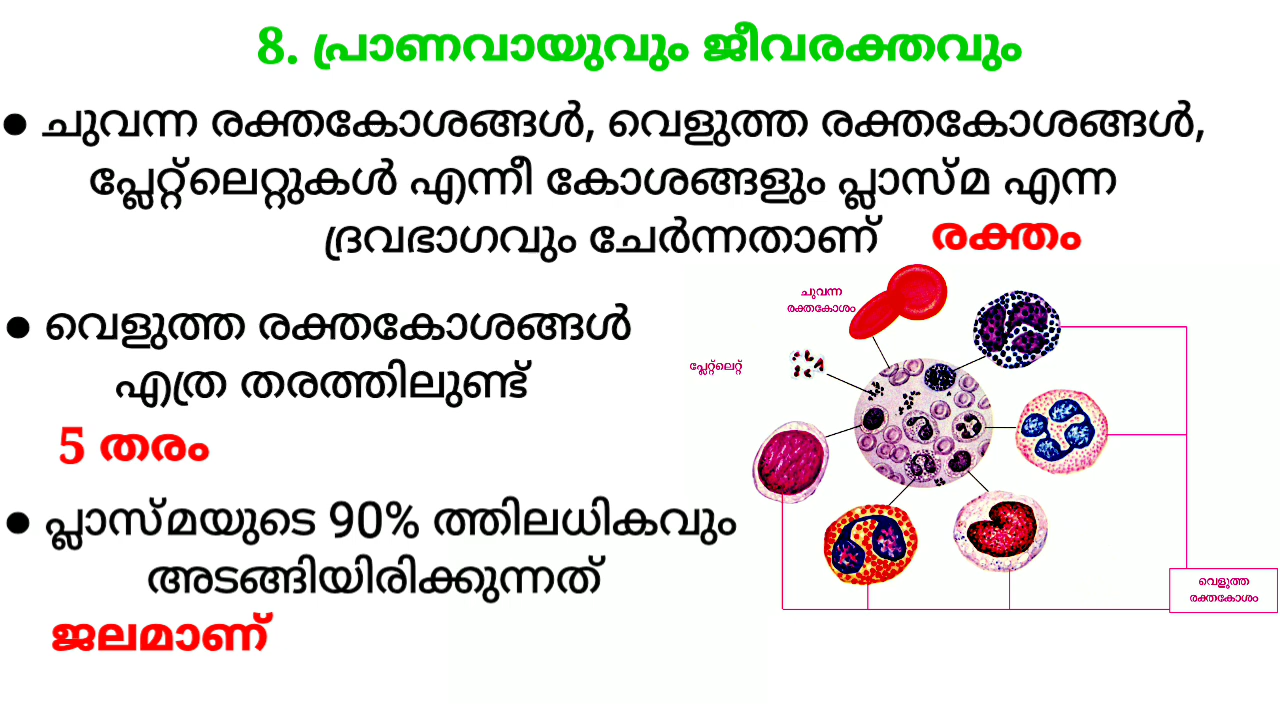 8. പ്രാണവായുവും ജീവരക്തവും
● ചുവന്ന രക്തകോശങ്ങൾ, വെളുത്ത രക്തകോശങ്ങൾ,
പ്ലേറ്റ്ലെറ്റുകൾ എന്നീ കോശങ്ങളും പ്ലാസ്മ എന്ന
ദ്രവഭാഗവും ചേർന്നതാണ് രക്തം
● വെളുത്ത രക്തകോശങ്ങൾ
എത്ര തരത്തിലുണ്ട്
5 തരം
● പ്ലാസ്മയുടെ 90% ത്തിലധികവും
അടങ്ങിയിരിക്കുന്നത്
ജലമാണ്
ചുവന്ന
രക്തകോശം
പ്ലേറ്റ്ലെറ്റ്
വെളുത്ത
രക്തകോശം